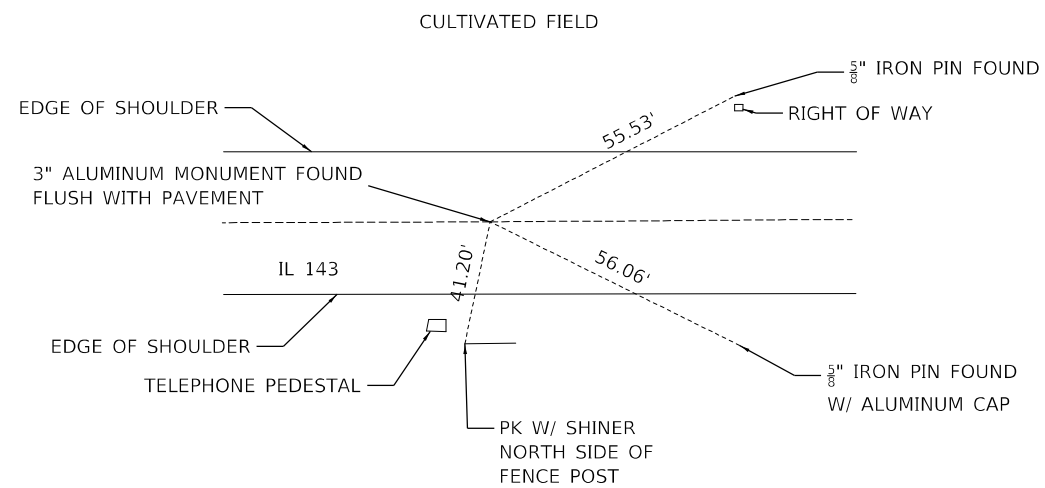 CULTIVATED FIELD
5/8" IRON PIN FOUND
EDGE OF SHOULDER
RIGHT OF WAY
55.53'
3" ALUMINUM MONUMENT FOUND
FLUSH WITH PAVEMENT
IL 143
41.20'
56.06'
EDGE OF SHOULDER
TELEPHONE PEDESTAL
5/8" IRON PIN FOUND
W/ ALUMINUM CAP
PK W/ SHINER
NORTH SIDE OF
FENCE POST